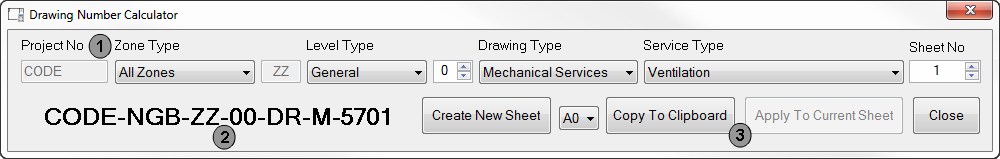 Drawing Number Calculator
Project No 1 Zone Type Level Type Drawing Type Service Type Sheet No
CODE All Zones ZZ General 0 Mechanical Services Ventilation 1
CODE-NGB-ZZ-00-DR-M-5701 Create New Sheet A0 Copy To Clipboard Apply To Current Sheet Close
2 3